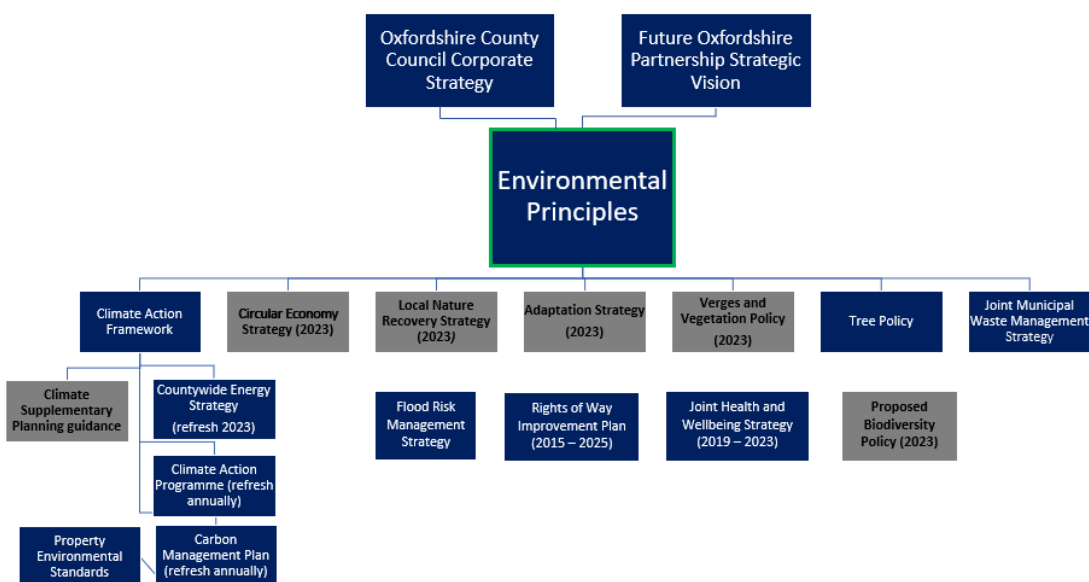 Oxfordshire County
Council Corporate
Strategy
Future Oxfordshire
Partnership Strategic
Vision
Environmental
Principles
Climate Action
Framework
Circular Economy
Strategy (2023)
Local Nature
Recovery Strategy
(2023)
Adaptation Strategy
(2023)
Verges and
Vegetation Policy
(2023)
Tree Policy
Joint Municipal
Waste Management
Strategy
Climate
Supplementary
Planning guidance
Countywide Energy
Strategy
(refresh 2023)
Flood Risk
Management
Strategy
Rights of Way
Improvement Plan
(2015 – 2025)
Joint Health and
Wellbeing Strategy
(2019 – 2023)
Proposed
Biodiversity
Policy (2023)
Climate Action
Programme (refresh
annually)
Property
Environmental
Standards
Carbon
Management Plan
(refresh annually)